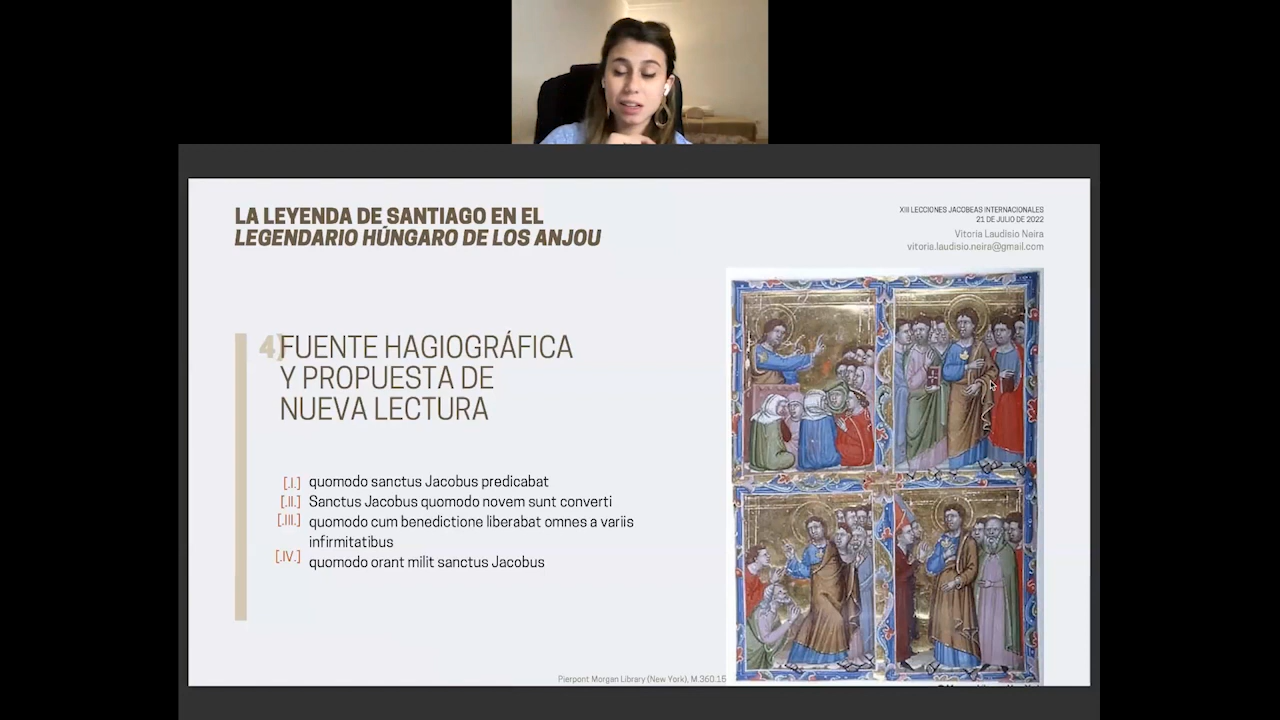 LA LEYENDA DE SANTIAGO EN EL
LEGENDARIO HÚNGARO DE LOS ANJOU
XIII LECCIONES JACOBEAS INTERNACIONALES
21 DE JULIO DE 2022
Vitoria Laudisio Neira
vitoria.laudisio.neira@gmail.com
4) FUENTE HAGIOGRÁFICA
Y PROPUESTA DE
NUEVA LECTURA
[.I.] quomodo sanctus Jacobus predicabat
[.II.] Sanctus Jacobus quomodo novem sunt converti
[.III.] quomodo cum benedictione liberabat omnes a variis
infirmitatibus
[.IV.] quomodo orant milit sanctus Jacobus
Pierpont Morgan Library (New York), M.360:15